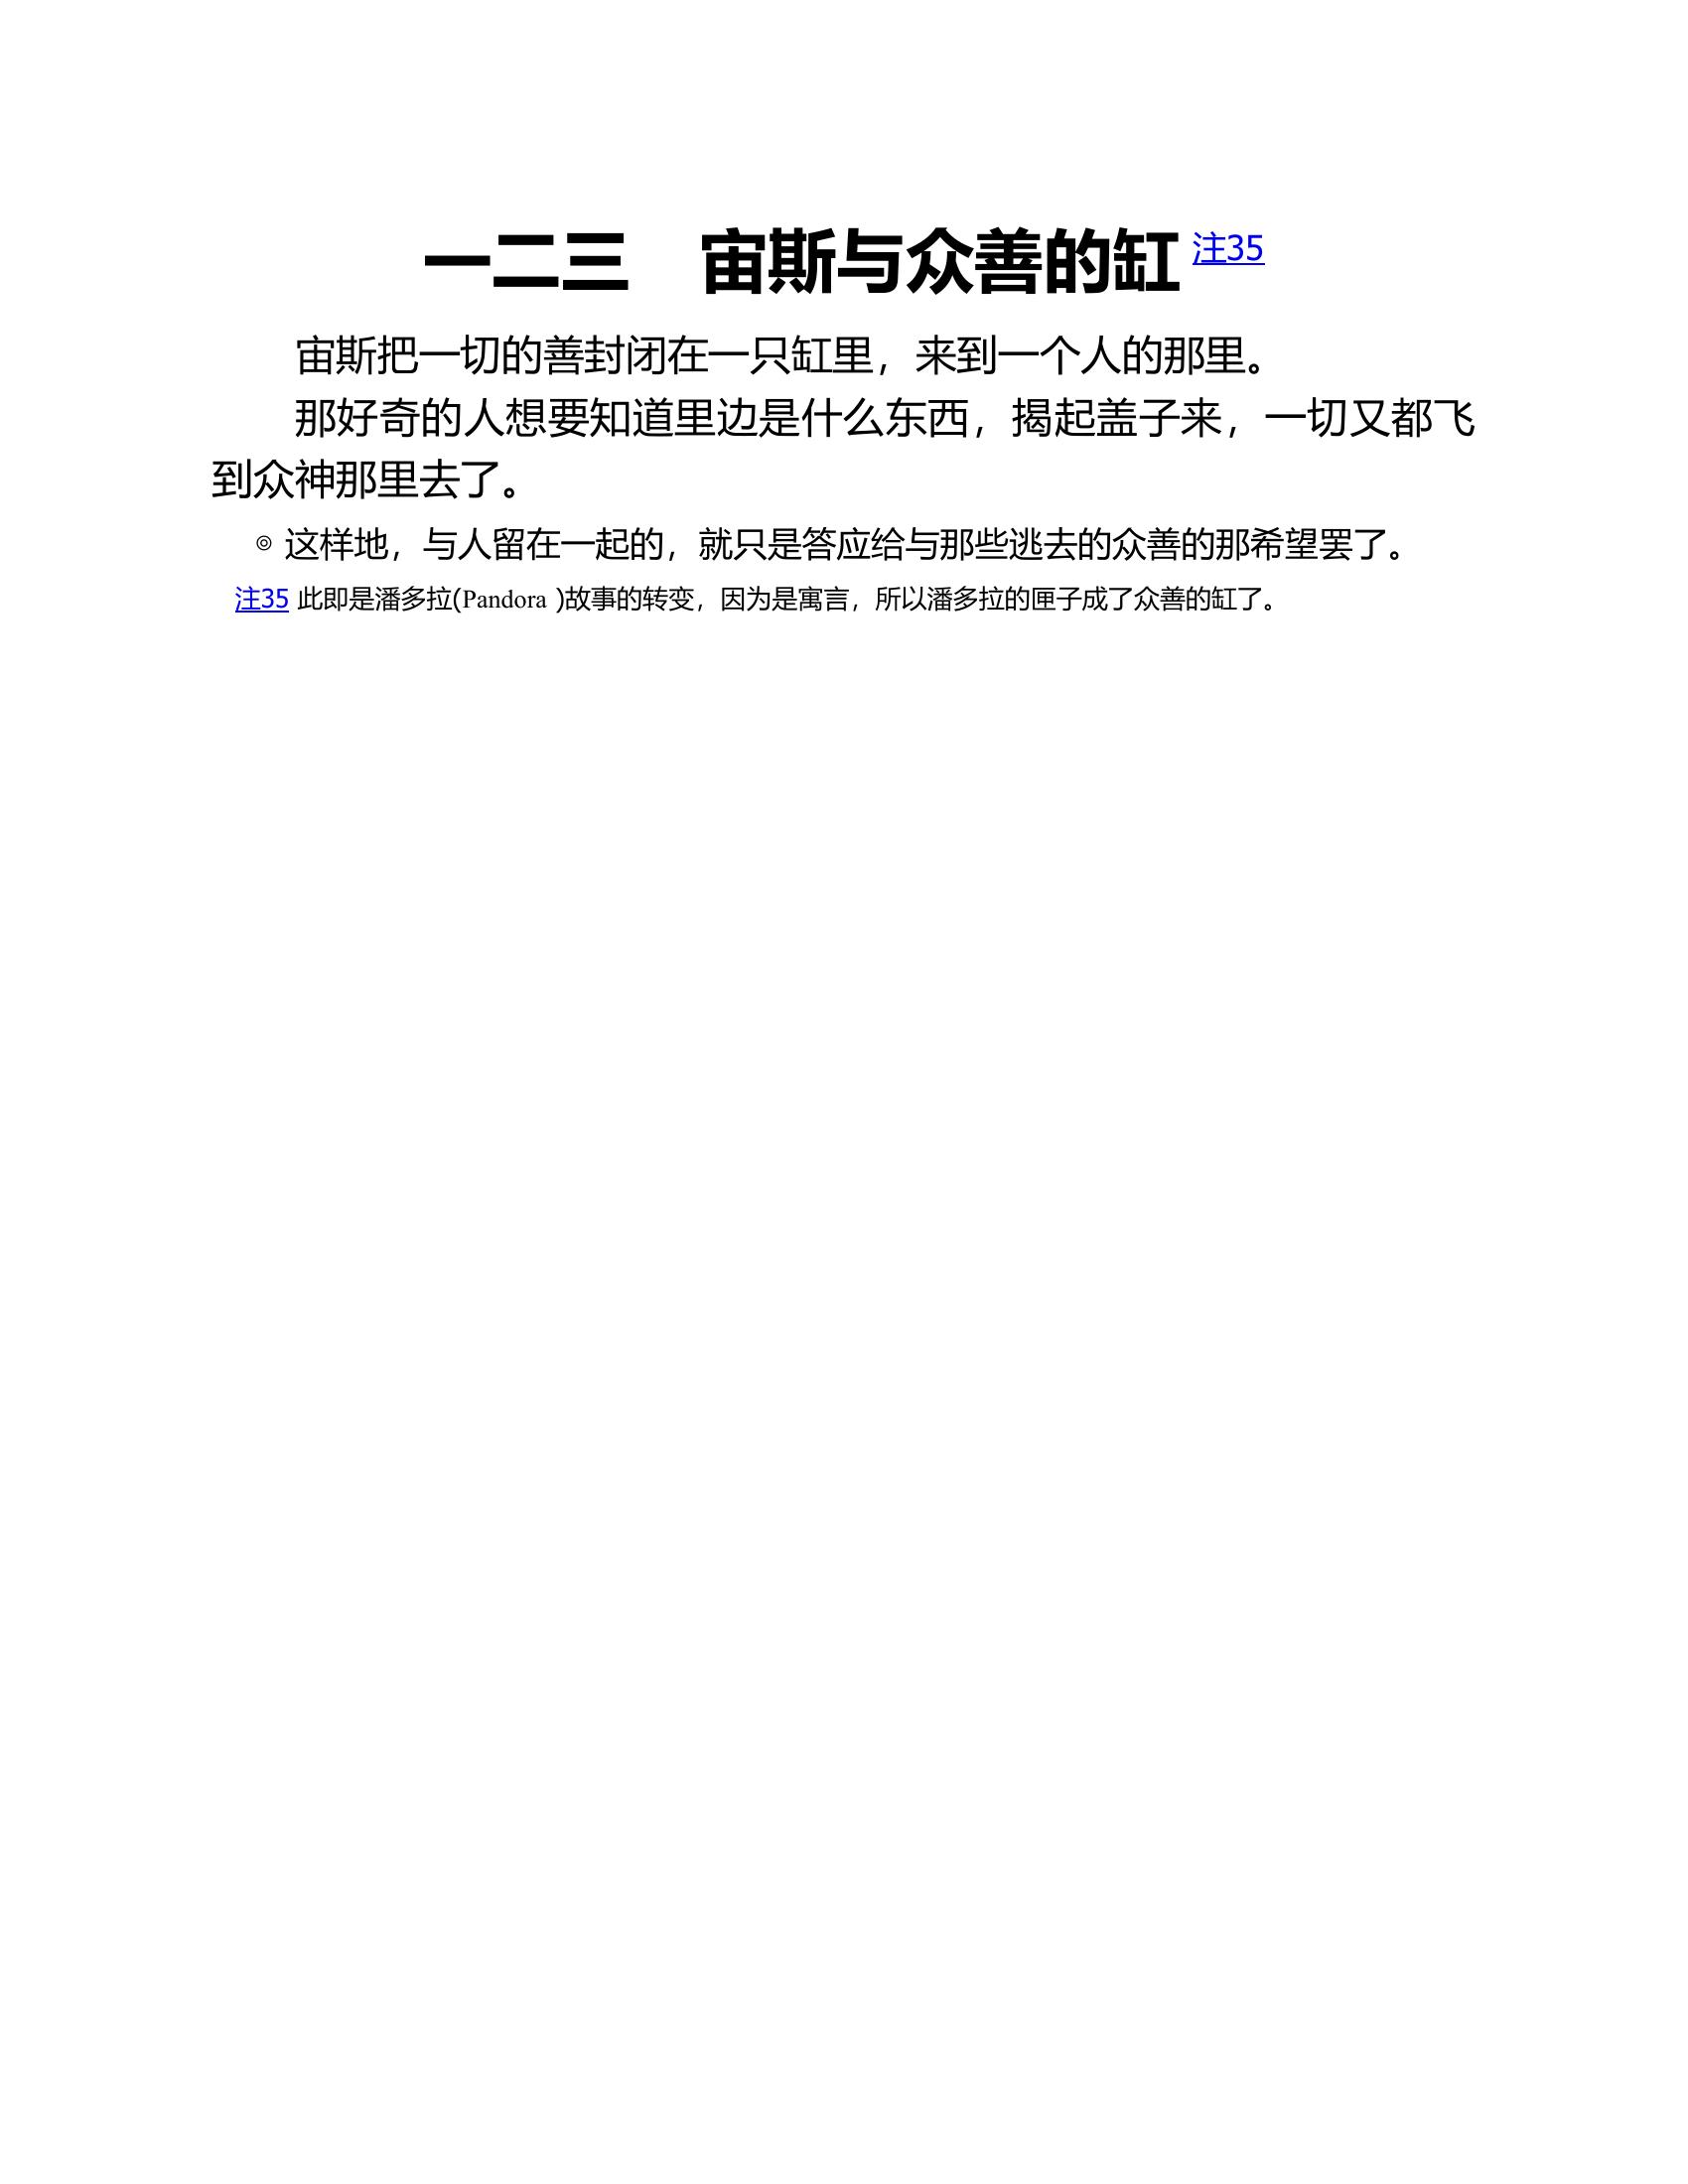 一二三　宙斯与众善的缸 注35
宙斯把一切的善封闭在一只缸里，来到一个人的那里。
那好奇的人想要知道里边是什么东西，揭起盖子来，一切又都飞
到众神那里去了。
◎ 这样地，与人留在一起的，就只是答应给与那些逃去的众善的那希望罢了。
注35 此即是潘多拉(Pandora )故事的转变，因为是寓言，所以潘多拉的匣子成了众善的缸了。